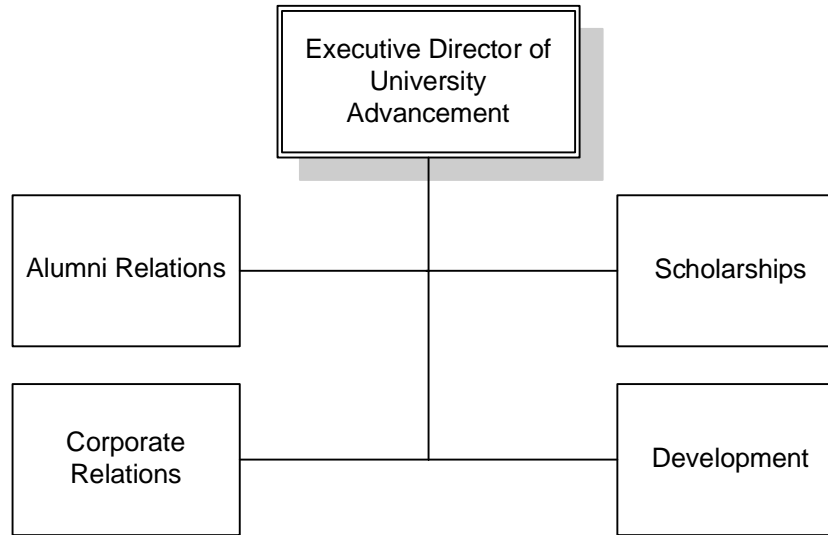 Executive Director of
University
Advancement
Alumni Relations
Scholarships
Corporate
Relations
Development